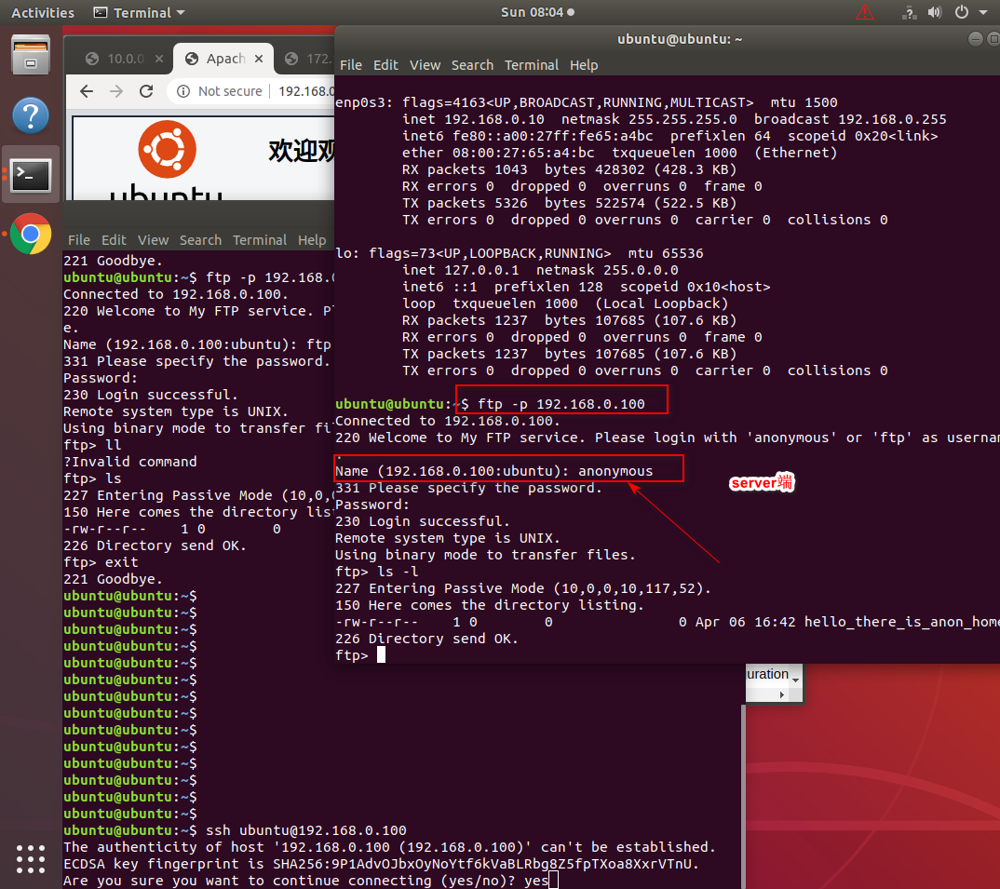 Activities
Terminal
Sun 08:04
10.0.0
Apach
172.
Not secure
192.168.0
欢迎观
ubuntu
File Edit View Search Terminal Help
221 Goodbye.
ubuntu@ubuntu:~$ ftp -p 192.168.0
Connected to 192.168.0.100.
220 Welcome to My FTP service. Pl
e.
Name (192.168.0.100:ubuntu): ftp
331 Please specify the password.
Password:
230 Login successful.
Remote system type is UNIX.
Using binary mode to transfer fi
ftp> ll
?Invalid command
ftp> ls
227 Entering Passive Mode (10,0,0
150 Here comes the directory lis
-rw-r--r-- 1 0 0
226 Directory send OK.
ftp> exit
221 Goodbye.
ubuntu@ubuntu:~$
ubuntu@ubuntu:~$
ubuntu@ubuntu:~$
ubuntu@ubuntu:~$
ubuntu@ubuntu:~$
ubuntu@ubuntu:~$
ubuntu@ubuntu:~$
ubuntu@ubuntu:~$
ubuntu@ubuntu:~$
ubuntu@ubuntu:~$
ubuntu@ubuntu:~$
ubuntu@ubuntu:~$
ubuntu@ubuntu:~$
ubuntu@ubuntu:~$
ubuntu@ubuntu:~$ ssh ubuntu@192.168.0.100
The authenticity of host '192.168.0.100 (192.168.0.100)' can't be established.
ECDSA key fingerprint is SHA256:9P1AdvOJbxOyNoYtf6kVaBLRbg8Z5fpTXoa8XxrVTnU.
Are you sure you want to continue connecting (yes/no)? yes
ubuntu@ubuntu: ~
File Edit View Search Terminal Help
enp0s3: flags=4163<UP,BROADCAST,RUNNING,MULTICAST> mtu 1500
inet 192.168.0.10 netmask 255.255.255.0 broadcast 192.168.0.255
inet6 fe80::a00:27ff:fe65:a4bc prefixlen 64 scopeid 0x20<link>
ether 08:00:27:65:a4:bc txqueuelen 1000 (Ethernet)
RX packets 1043 bytes 428302 (428.3 KB)
RX errors 0 dropped 0 overruns 0 frame 0
TX packets 5326 bytes 522574 (522.5 KB)
TX errors 0 dropped 0 overruns 0 carrier 0 collisions 0
lo: flags=73<UP,LOOPBACK,RUNNING> mtu 65536
inet 127.0.0.1 netmask 255.0.0.0
inet6 ::1 prefixlen 128 scopeid 0x10<host>
loop txqueuelen 1000 (Local Loopback)
RX packets 1237 bytes 107685 (107.6 KB)
RX errors 0 dropped 0 overruns 0 frame 0
TX packets 1237 bytes 107685 (107.6 KB)
TX errors 0 dropped 0 overruns 0 carrier 0 collisions 0
ubuntu@ubuntu:~$ ftp -p 192.168.0.100
Connected to 192.168.0.100.
220 Welcome to My FTP service. Please login with 'anonymous' or 'ftp' as userna
.
Name (192.168.0.100:ubuntu): anonymous
331 Please specify the password.
Password:
230 Login successful.
Remote system type is UNIX.
Using binary mode to transfer files.
ftp> ls -l
227 Entering Passive Mode (10,0,0,10,117,52).
150 Here comes the directory listing.
-rw-r--r-- 1 0 0 0 Apr 06 16:42 hello_there_is_anon_home
226 Directory send OK.
ftp>
server端
uration